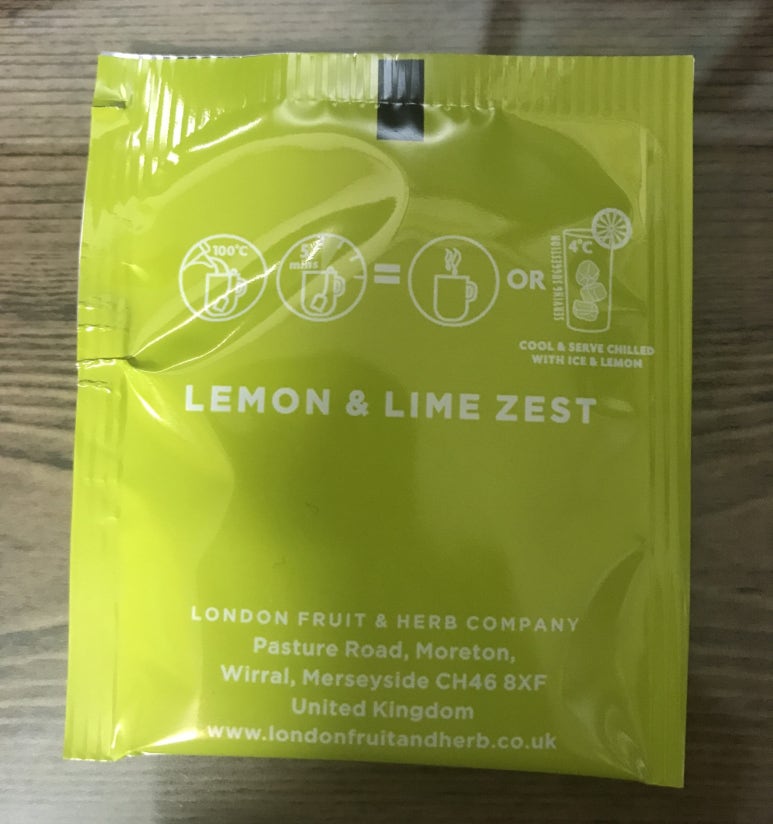 100°C
5
mins
=
OR
4°C
SERVING SUGGESTION
COOL & SERVE CHILLED
WITH ICE & LEMON
LEMON & LIME ZEST
LONDON FRUIT & HERB COMPANY
Pasture Road, Moreton,
Wirral, Merseyside CH46 8XF
United Kingdom
www.londonfruitandherb.co.uk